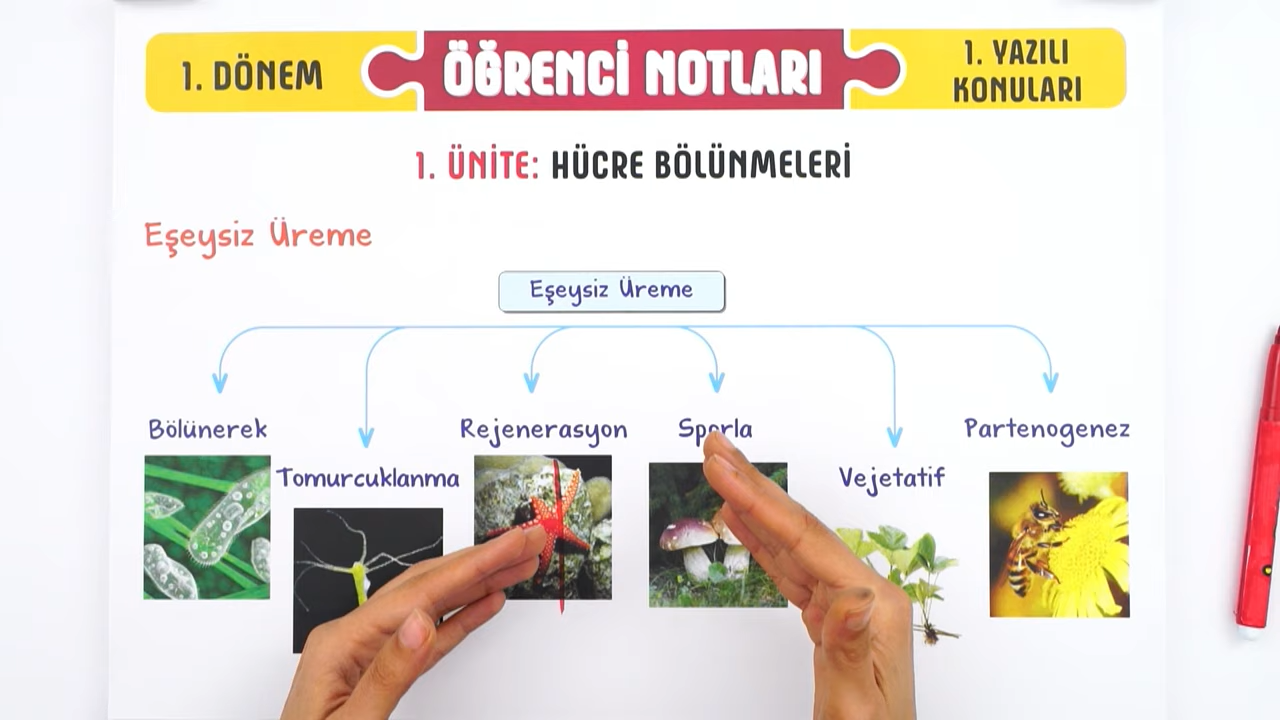 1. DÖNEM
ÖĞRENCİ NOTLARI
1. YAZILI
KONULARI
1. ÜNİTE: HÜCRE BÖLÜNMELERİ
Eşeysiz Üreme
Eşeysiz Üreme
Bölünerek
Tomurcuklanma
Rejenerasyon
Sporla
Vejetatif
Partenogenez